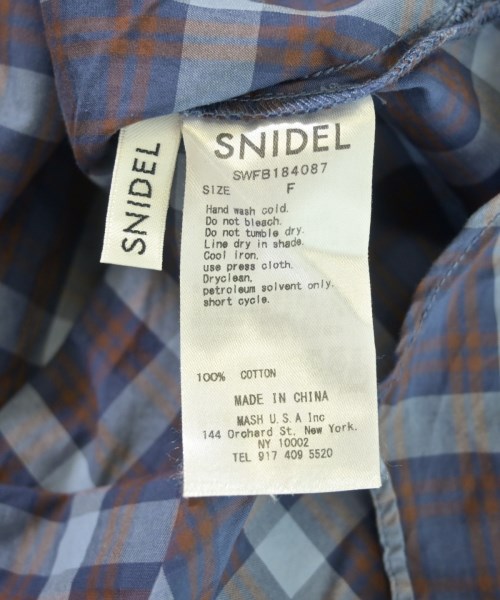 SNIDEL
SNIDEL
SWFB184087
SIZE F
Hand wash cold.
Do not bleach.
Do not tumble dry.
Line dry in shade.
Cool iron.
use press cloth.
Dryclean.
petroleum solvent only.
short cycle.
100% COTTON
MADE IN CHINA
MASH U.S.A Inc
144 Orchard St. New York.
NY 10002
TEL 917 409 5520